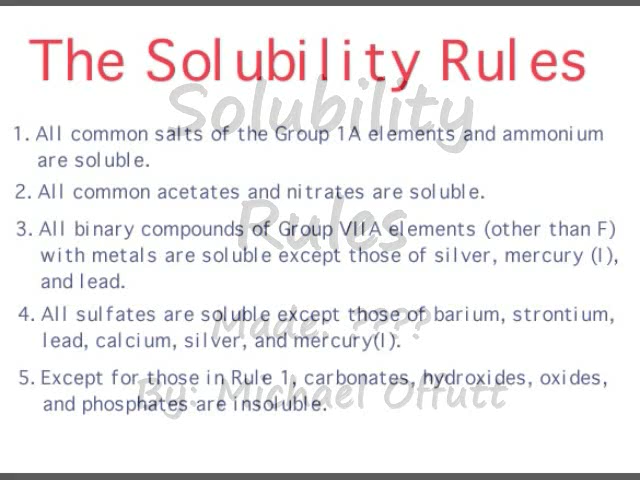 The Solubility Rules
Solubility
1. All common salts of the Group 1A elements and ammonium
are soluble.
2. All common acetates and nitrates are soluble.
Rules
3. All binary compounds of Group VIIA elements (other than F)
with metals are soluble except those of silver, mercury (I),
and lead.
4. All sulfates are soluble except those of barium, strontium,
Made: ????
lead, calcium, silver, and mercury(I).
5. Except for those in Rule 1, carbonates, hydroxides, oxides,
By: Michael Offutt
and phosphates are insoluble.